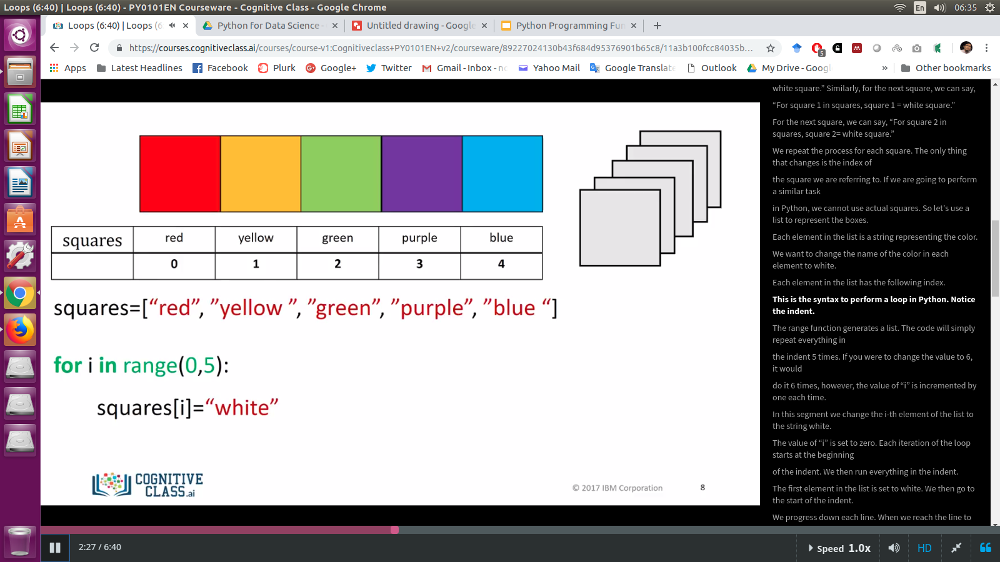 Loops (6:40) | Loops (6:40) - PY0101EN Courseware - Cognitive Class - Google Chrome
En
06:35
Loops (6:40) | Loops (6
Python for Data Science -
Untitled drawing - Google
Python Programming Fun
https://courses.cognitiveclass.ai/courses/course-v1:Cognitiveclass+PY0101EN+v2/courseware/89227024130b43f684d95376901b65c8/11a3b100fcc84035b...
5
Apps
Latest Headlines
Facebook
Plurk
Google+
Twitter
Gmail - Inbox - no
Yahoo Mail
Google Translate
Outlook
My Drive - Googl
»
Other bookmarks
squares red yellow green purple blue
0 1 2 3 4
squares=[“red”, ”yellow ”, ”green”, ”purple”, ”blue “]
for i in range(0,5):
squares[i]=“white”
COGNITIVE
CLASS.ai
© 2017 IBM Corporation
8
white square.” Similarly, for the next square, we can say,
“For square 1 in squares, square 1 = white square.”
For the next square, we can say, “For square 2 in
squares, square 2= white square.”
We repeat the process for each square. The only thing
that changes is the index of
the square we are referring to. If we are going to perform
a similar task
in Python, we cannot use actual squares. So let's use a
list to represent the boxes.
Each element in the list is a string representing the color.
We want to change the name of the color in each
element to white.
Each element in the list has the following index.
This is the syntax to perform a loop in Python. Notice
the indent.
The range function generates a list. The code will simply
repeat everything in
the indent 5 times. If you were to change the value to 6,
it would
do it 6 times, however, the value of “i” is incremented by
one each time.
In this segment we change the i-th element of the list to
the string white.
The value of “i” is set to zero. Each iteration of the loop
starts at the beginning
of the indent. We then run everything in the indent.
The first element in the list is set to white. We then go to
the start of the indent.
We progress down each line. When we reach the line to
2:27 / 6:40
Speed 1.0x
HD